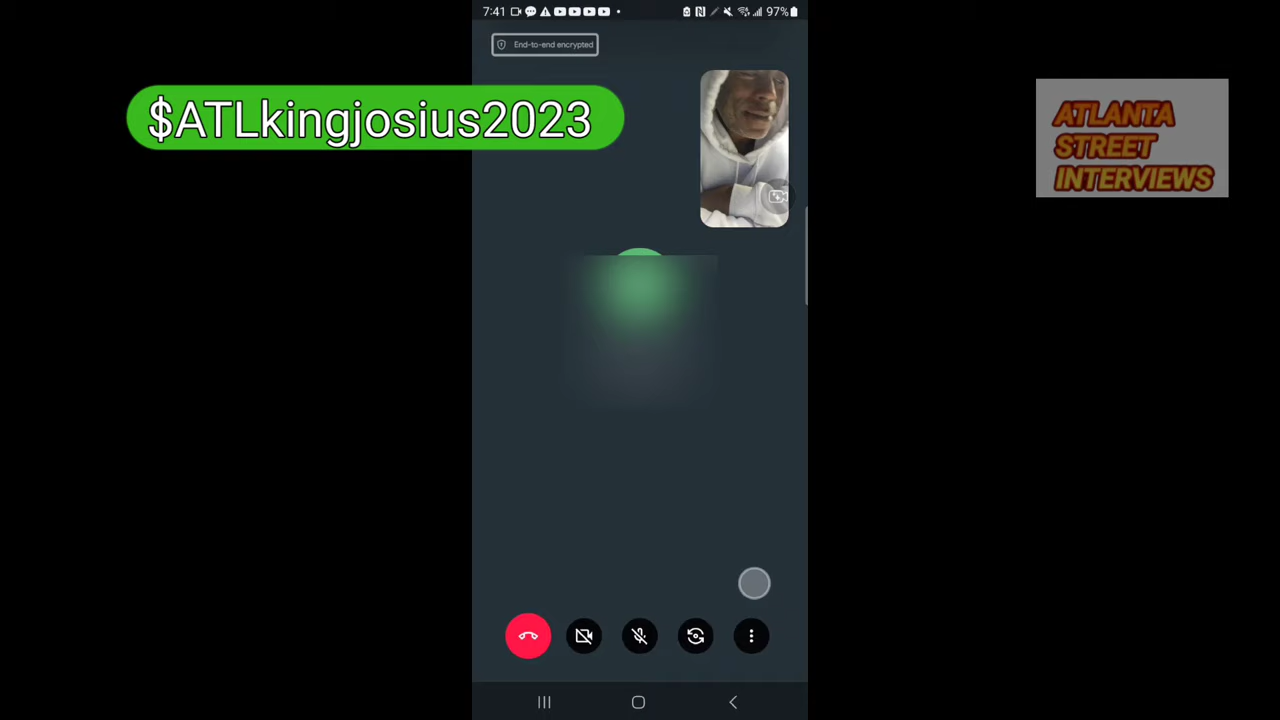 7:41
97%
End-to-end encrypted
$ATLkingjosius2023
ATLANTA
STREET
INTERVIEWS